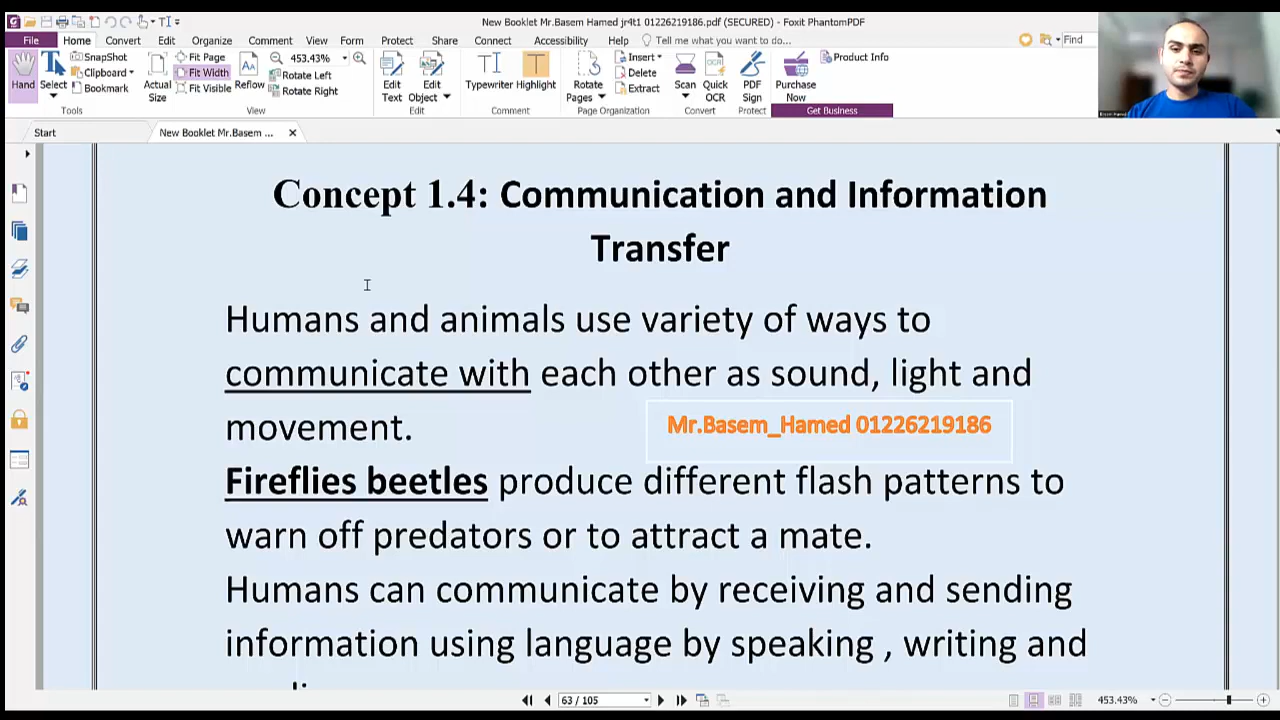 New Booklet Mr.Basem Hamed jr4t1 01226219186.pdf (SECURED) - Foxit PhantomPDF
File Home Convert Edit Organize Comment View Form Protect Share Connect Accessibility Help Tell me what you want to do... Find
SnapShot
Clipboard
Bookmark
Hand Select
Actual Size
Fit Page
Fit Width
Fit Visible
Reflow
453.43%
Rotate Left
Rotate Right
Edit Text
Edit Object
Typewriter Highlight
Rotate Pages
Insert
Delete
Extract
Scan
Quick OCR
PDF Sign
Purchase Now
Product Info
Tools View Edit Comment Page Organization Convert Protect Get Business
Start New Booklet Mr.Basem ...
Concept 1.4: Communication and Information
Transfer
Humans and animals use variety of ways to
communicate with each other as sound, light and
movement.
Mr.Basem_Hamed 01226219186
Fireflies beetles produce different flash patterns to
warn off predators or to attract a mate.
Humans can communicate by receiving and sending
information using language by speaking , writing and
63 / 105 453.43%